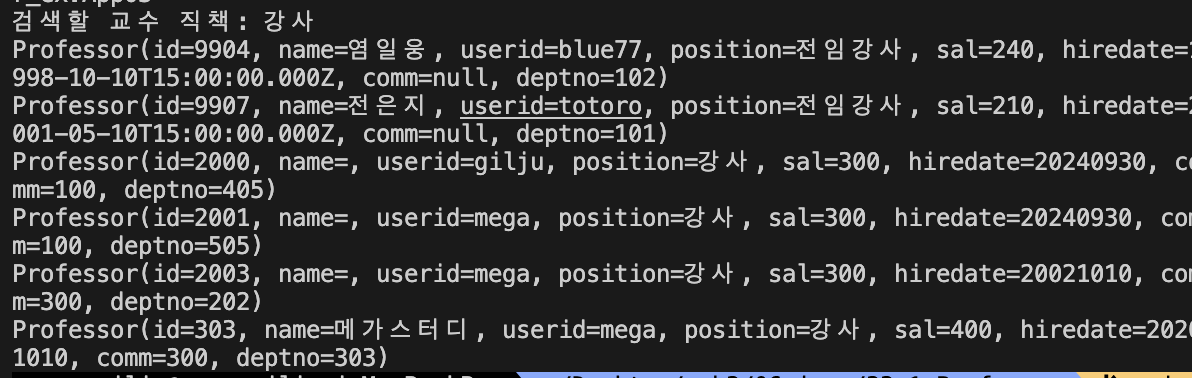 검색할 교수 직책: 강사
Professor(id=9904, name=염일웅, userid=blue77, position=전임강사, sal=240, hiredate=1
998-10-10T15:00:00.000Z, comm=null, deptno=102)
Professor(id=9907, name=전은지, userid=totoro, position=전임강사, sal=210, hiredate=2
001-05-10T15:00:00.000Z, comm=null, deptno=101)
Professor(id=2000, name=, userid=gilju, position=강사, sal=300, hiredate=20240930, co
mm=100, deptno=405)
Professor(id=2001, name=, userid=mega, position=강사, sal=300, hiredate=20240930, com
m=100, deptno=505)
Professor(id=2003, name=, userid=mega, position=강사, sal=300, hiredate=20021010, com
m=300, deptno=202)
Professor(id=303, name=메가스터디, userid=mega, position=강사, sal=400, hiredate=2020
1010, comm=300, deptno=303)